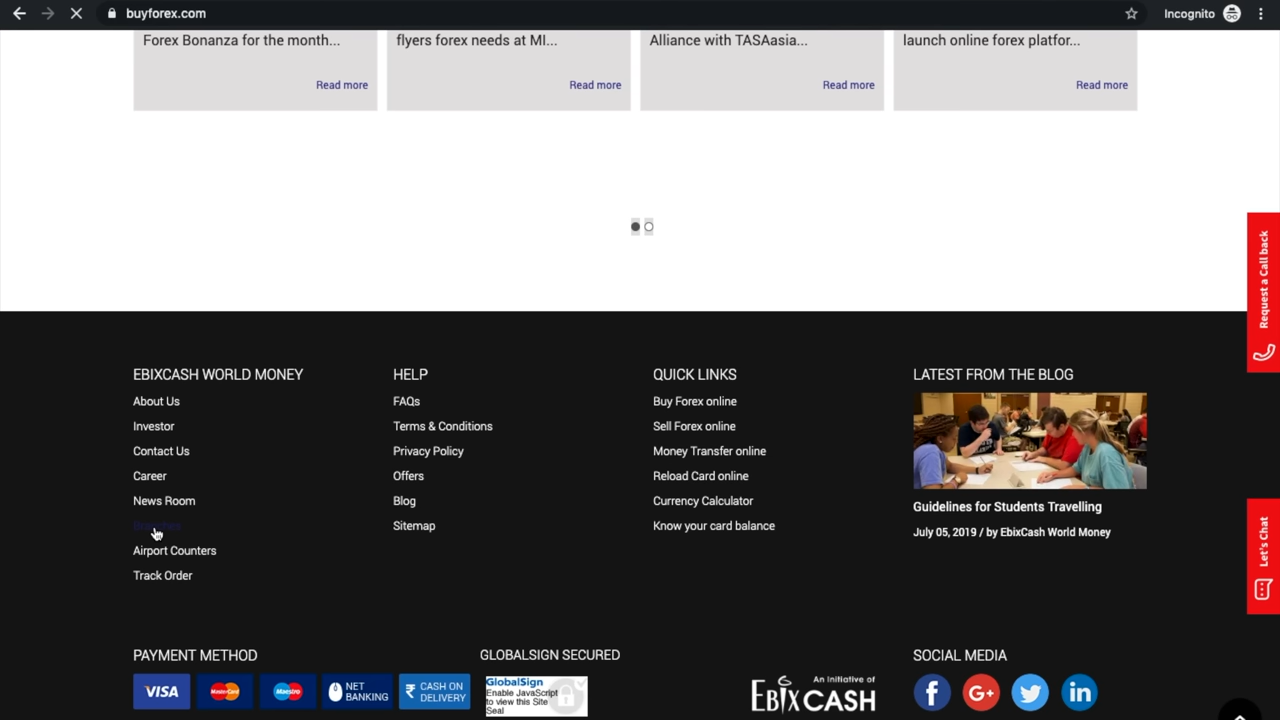 buyforex.com
Incognito
Forex Bonanza for the month...
flyers forex needs at MI...
Alliance with TASAasia...
launch online forex platfor...
Read more
Read more
Read more
Read more
Request a Call back
EBIXCASH WORLD MONEY
About Us
Investor
Contact Us
Career
News Room
Airport Counters
Track Order
HELP
FAQs
Terms & Conditions
Privacy Policy
Offers
Blog
Sitemap
QUICK LINKS
Buy Forex online
Sell Forex online
Money Transfer online
Reload Card online
Currency Calculator
Know your card balance
LATEST FROM THE BLOG
Guidelines for Students Travelling
July 05, 2019 / by EbixCash World Money
Let's Chat
PAYMENT METHOD
VISA
MasterCard
Maestro
NET
BANKING
₹ CASH ON
DELIVERY
GLOBALSIGN SECURED
GlobalSign
Enable JavaScript
to view this Site
Seal
An Initiative of
EBIXCASH
SOCIAL MEDIA
f
G+
in